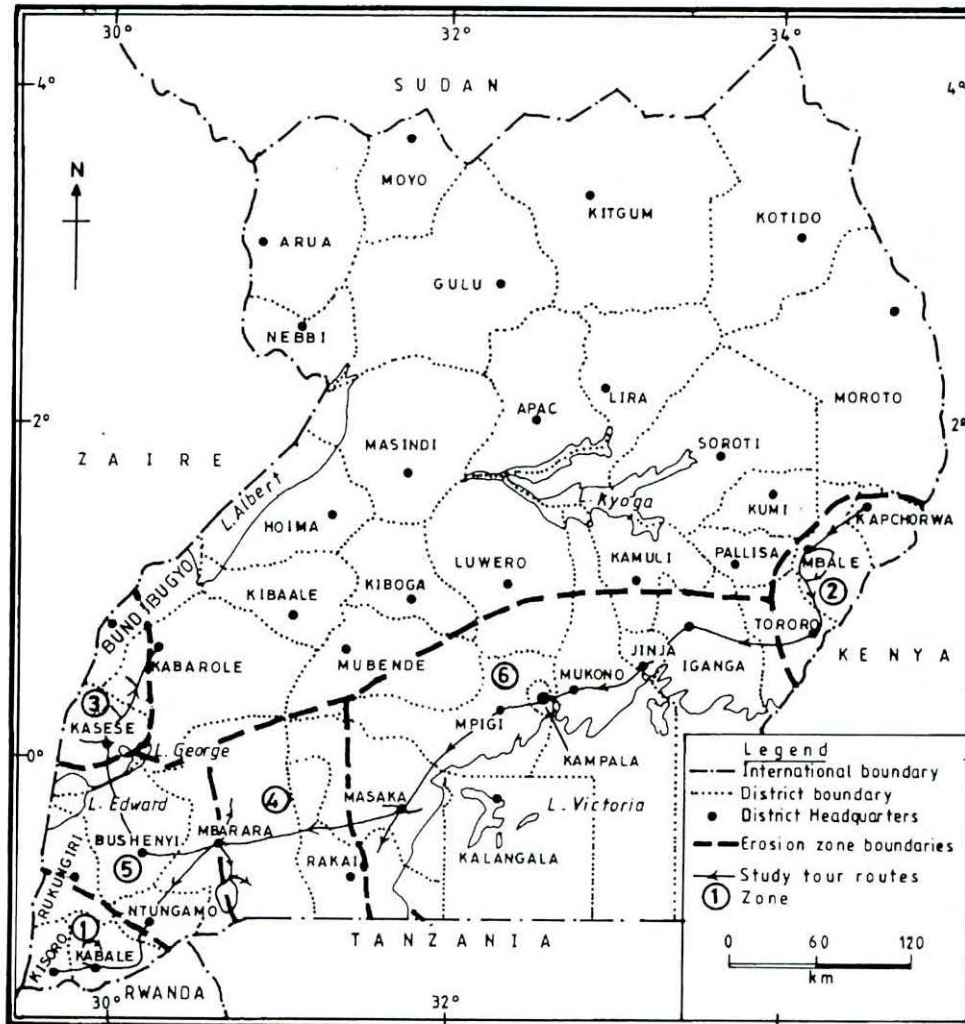 30°
32°
34°
4°
4°
SUDAN
N
MOYO
KITGUM
KOTIDO
ARUA
GULU
NEBBI
MOROTO
LIRA
APAC
2°
2°
SOROTI
MASINDI
ZAIRE
L.Albert
L. Kyoga
KUMI
HOIMA
KAPCHORWA
LUWERO
KAMULI
PALLISA
MBALE
BUNDIBUGYO
KIBOGA
KIBAALE
2
TORORO
KENYA
KABAROLE
MUBENDE
JINJA
IGANGA
6
MUKONO
3
KASESE
MPIGI
L. George
0°
KAMPALA
L. Edward
4
MASAKA
L. Victoria
BUSHENYI
MBARARA
KALANGALA
5
RAKAI
RUKUNGIRI
NTUNGAMO
1
KISORO
KABALE
TANZANIA
RWANDA
30°
32°
Legend
International boundary
District boundary
District Headquarters
Erosion zone boundaries
Study tour routes
1 Zone
0 60 120
km